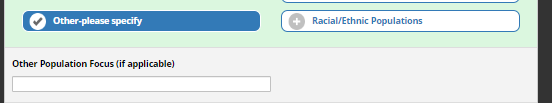 Other-please specify
Racial/Ethnic Populations
Other Population Focus (if applicable)